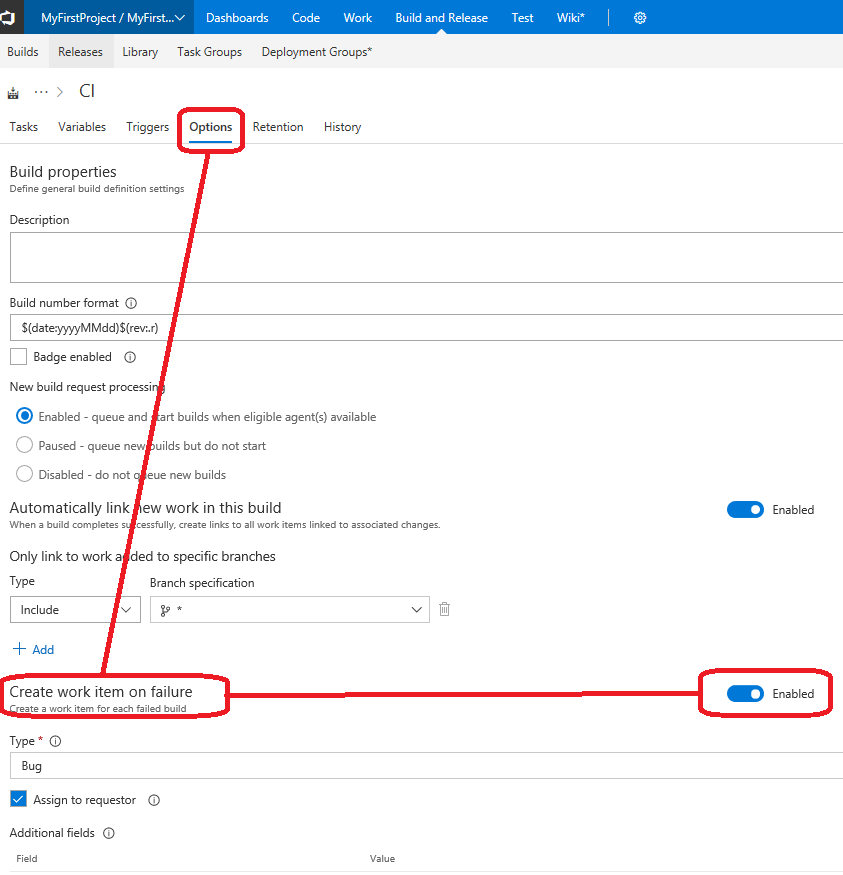 MyFirstProject / MyFirst... Dashboards Code Work Build and Release Test Wiki*
Builds Releases Library Task Groups Deployment Groups*
... > CI
Tasks Variables Triggers Options Retention History
Build properties
Define general build definition settings
Description
Build number format
$(date:yyyyMMdd)$(rev:.r)
Badge enabled
New build request processing
Enabled - queue and start builds when eligible agent(s) available
Paused - queue new builds but do not start
Disabled - do not queue new builds
Automatically link new work in this build Enabled
When a build completes successfully, create links to all work items linked to associated changes.
Only link to work added to specific branches
Type Branch specification
Include *
+ Add
Create work item on failure Enabled
Create a work item for each failed build
Type *
Bug
Assign to requestor
Additional fields
Field Value